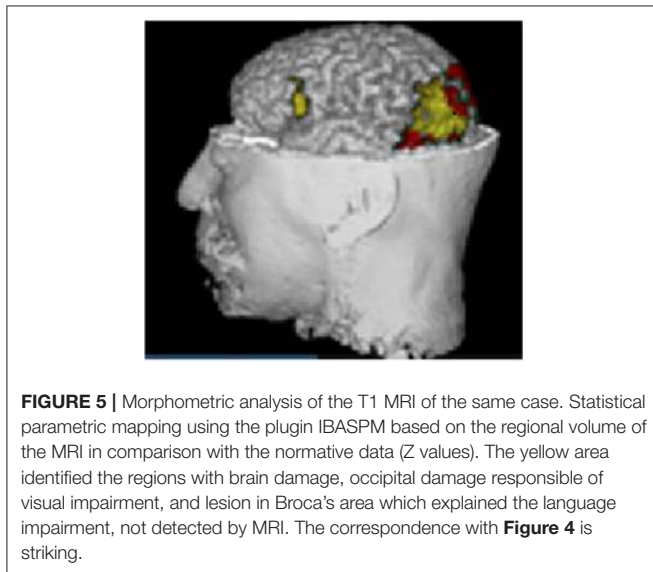 FIGURE 5 | Morphometric analysis of the T1 MRI of the same case. Statistical
parametric mapping using the plugin IBASPM based on the regional volume of
the MRI in comparison with the normative data (Z values). The yellow area
identified the regions with brain damage, occipital damage responsible of
visual impairment, and lesion in Broca's area which explained the language
impairment, not detected by MRI. The correspondence with Figure 4 is
striking.